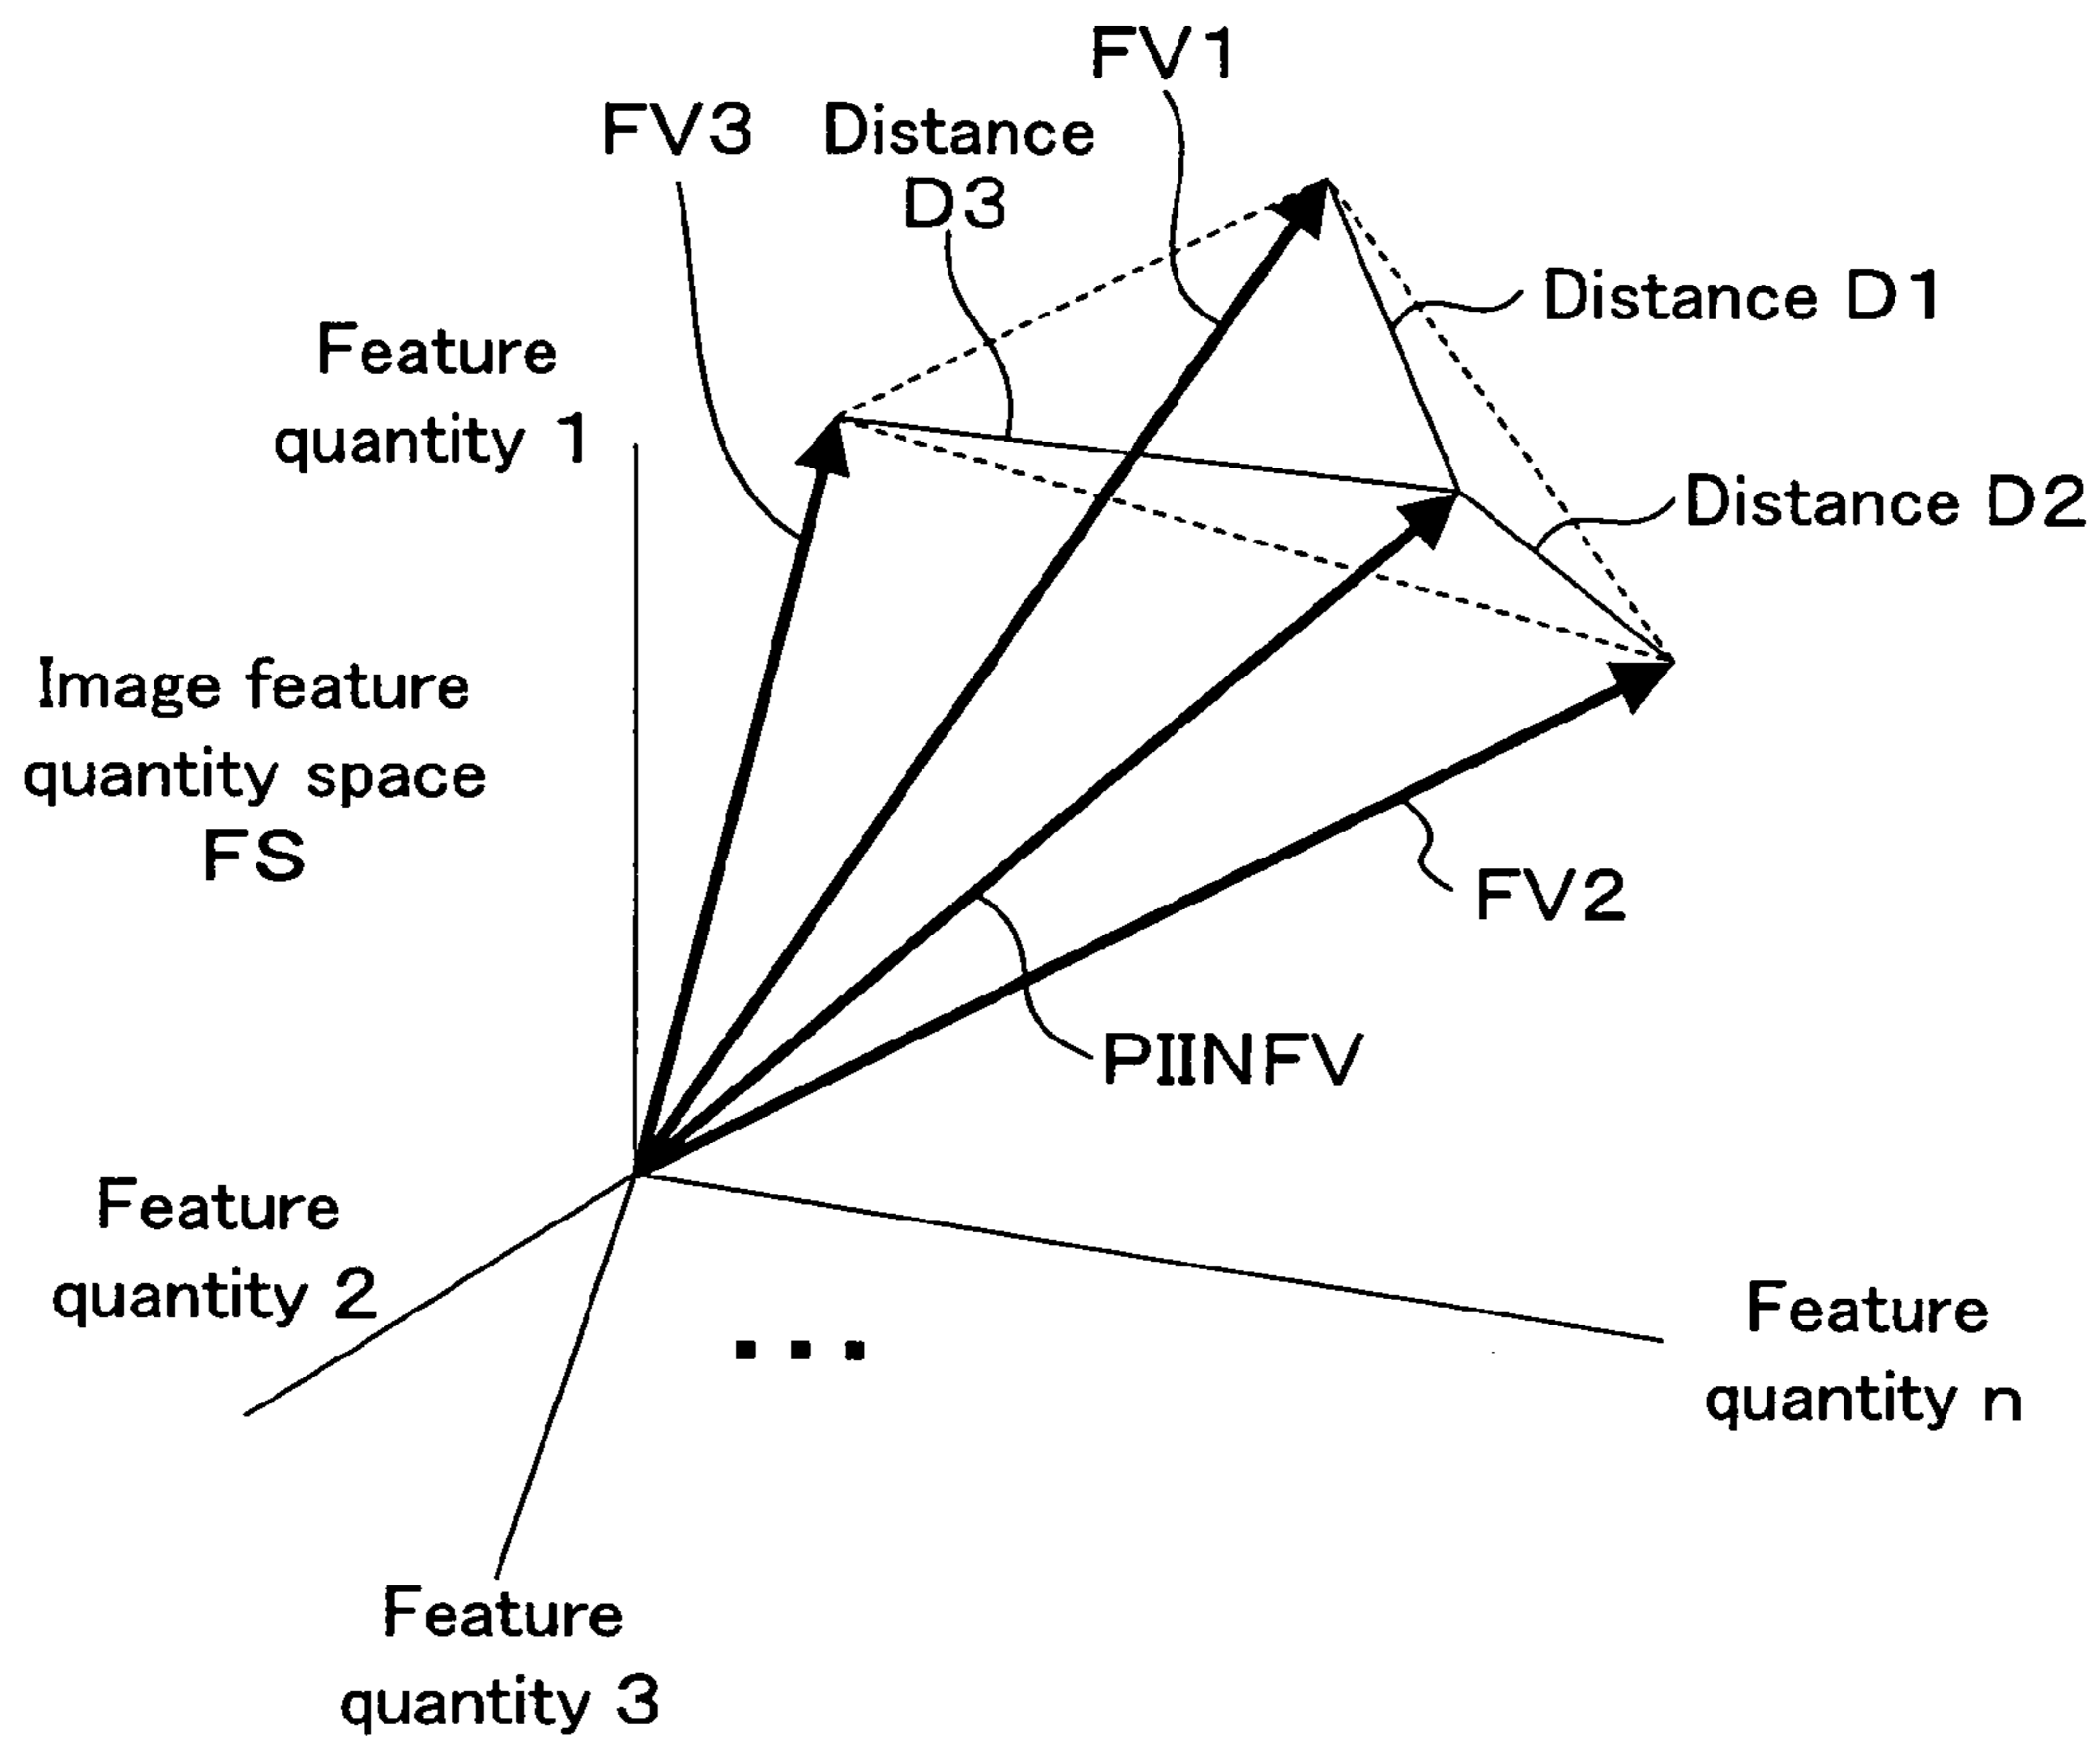 FV1
FV3
Distance
D3
Distance D1
Feature
quantity 1
Distance D2
Image feature
quantity space
FS
FV2
PIINFV
Feature
quantity 2
Feature
quantity n
Feature
quantity 3